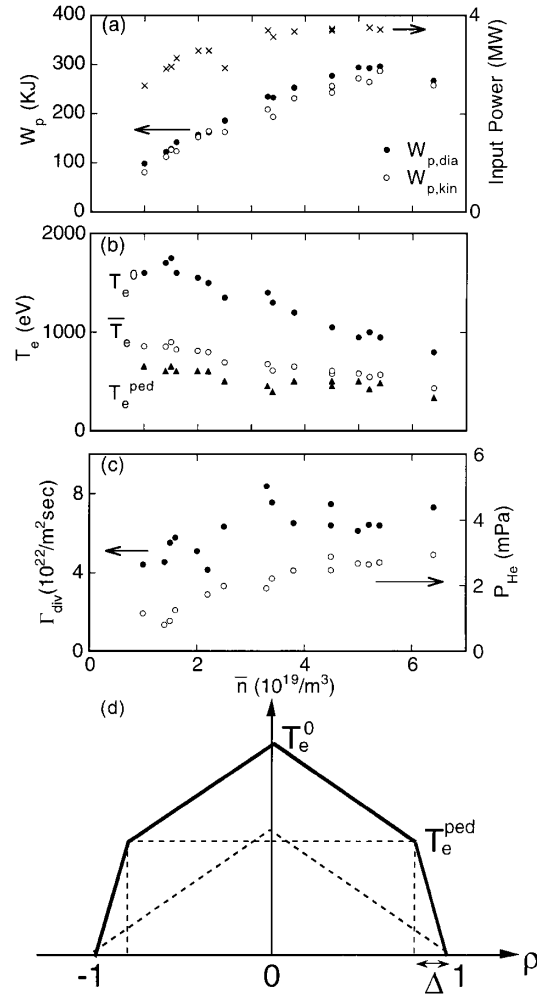 (a)
400
300
200
100
0
W_p (KJ)
4
2
0
Input Power (MW)
W_p,dia
W_p,kin
(b)
2000
1000
0
T_e (eV)
T_e^0
T̅_e
T_e^ped
(c)
8
4
0
Γ_div(10^22/m^2sec)
6
4
2
0
P_He (mPa)
0 2 4 6
n̅ (10^19/m^3)
(d)
T_e^0
T_e^ped
-1 0 1 ρ
Δ